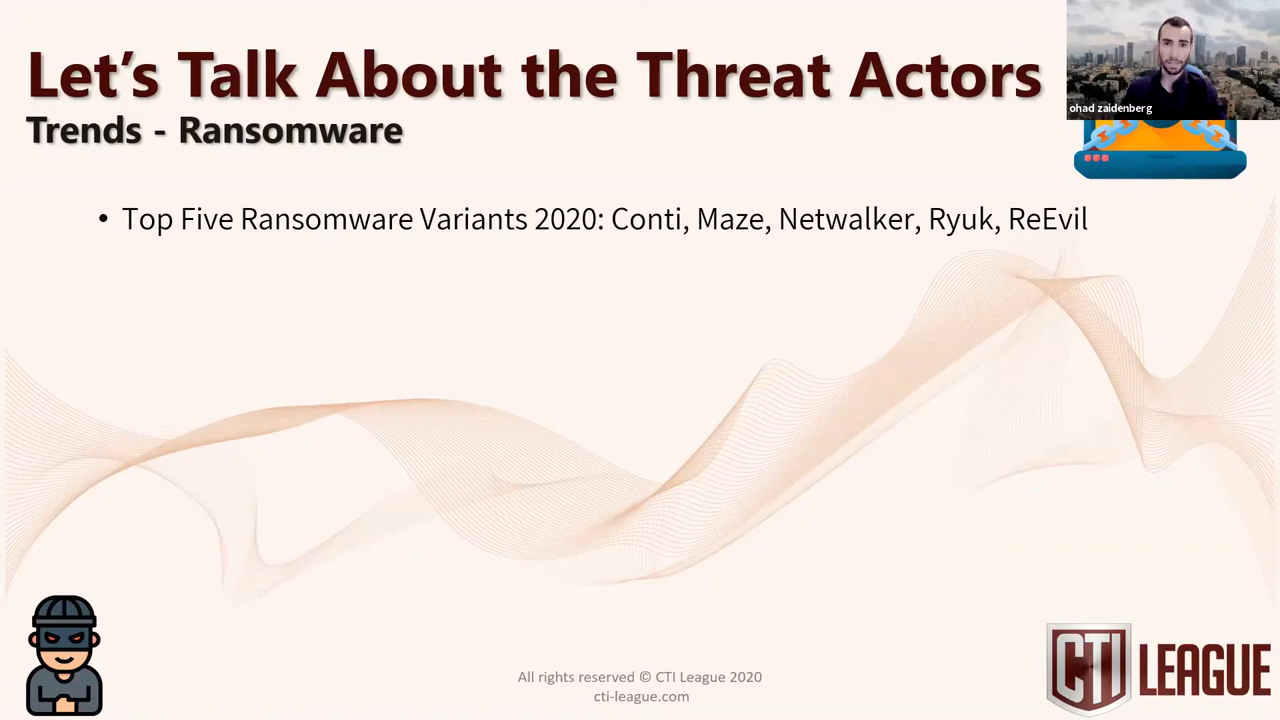 Let's Talk About the Threat Actors
Trends - Ransomware
ohad zaidenberg
• Top Five Ransomware Variants 2020: Conti, Maze, Netwalker, Ryuk, ReEvil
All rights reserved © CTI League 2020
cti-league.com
CTI LEAGUE